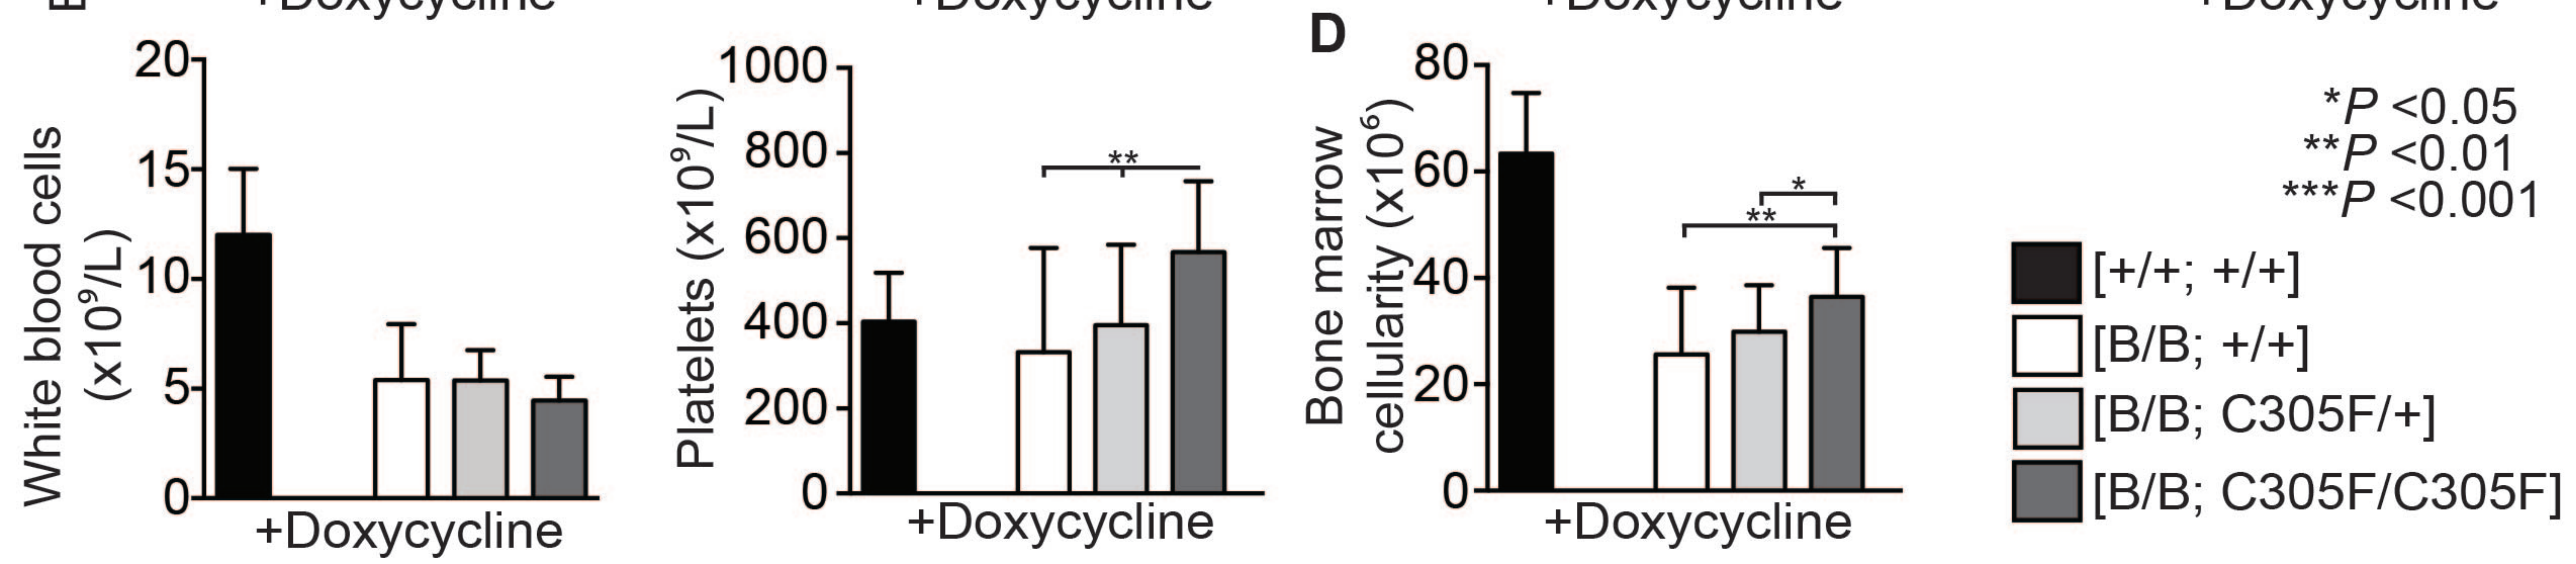 +Doxycycline
+Doxycycline
+Doxycycline
+Doxycycline
White blood cells
(x10⁹/L)
20
15
10
5
0
+Doxycycline
Platelets (x10⁹/L)
1000
800
600
400
200
0
**
+Doxycycline
D
Bone marrow
cellularity (x10⁶)
80
60
40
20
0
*
**
+Doxycycline
*P <0.05
**P <0.01
***P <0.001
[+/+; +/+]
[B/B; +/+]
[B/B; C305F/+]
[B/B; C305F/C305F]